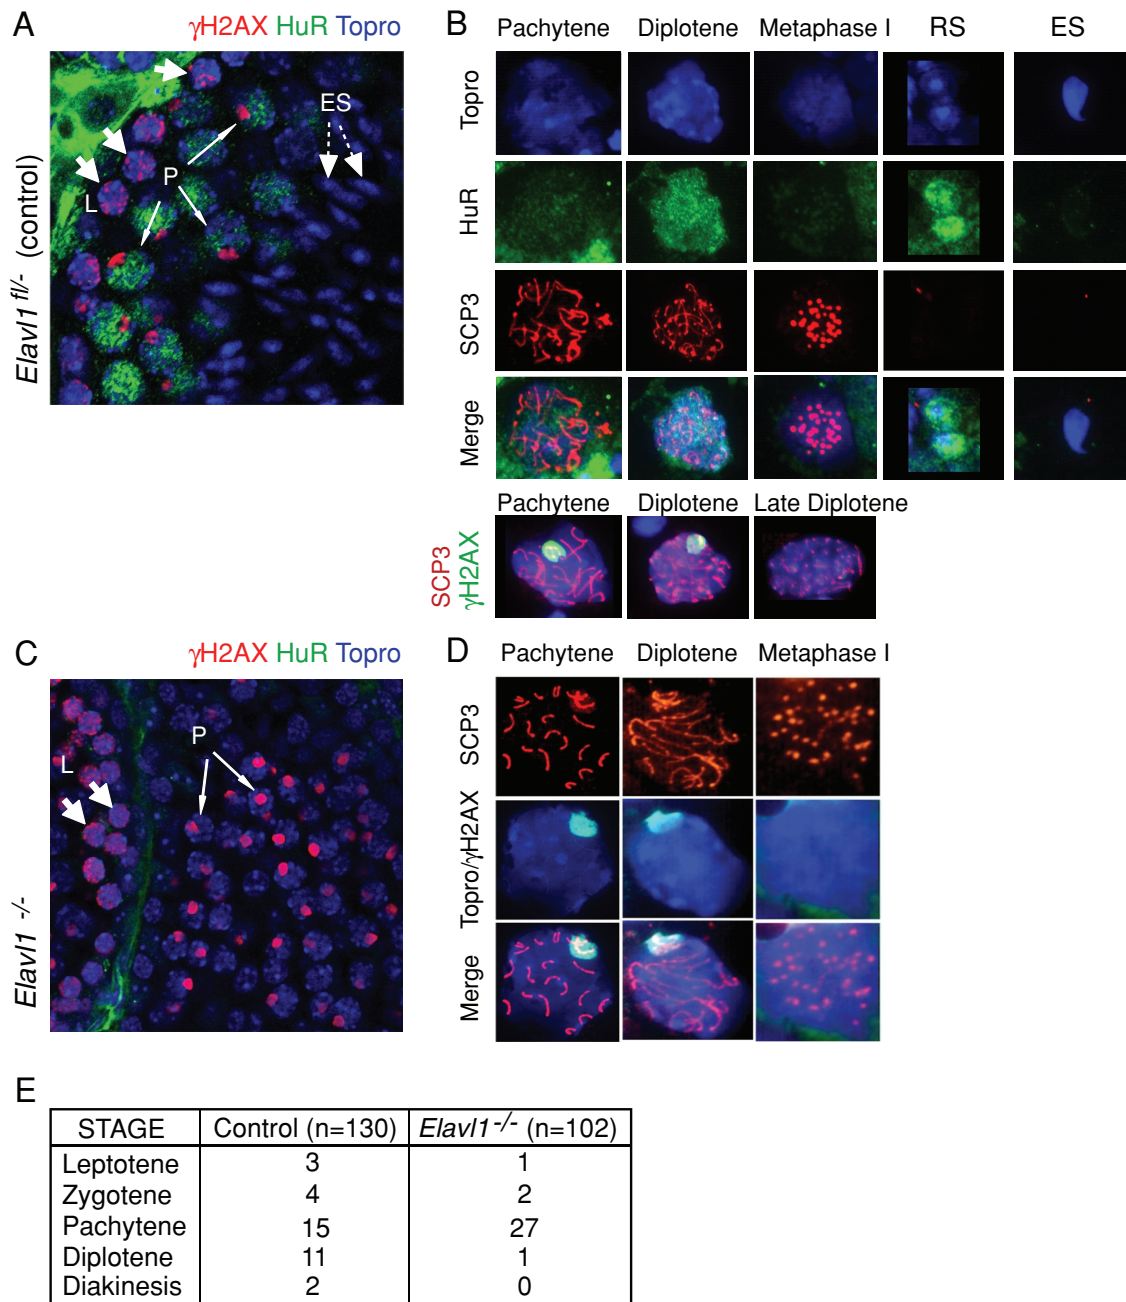 A
γH2AX HuR Topro
Elavl1 fl/- (control)
ES
P
L
B
Pachytene Diplotene Metaphase I RS ES
Topro
HuR
SCP3
Merge
Pachytene Diplotene Late Diplotene
SCP3
γH2AX
C
γH2AX HuR Topro
Elavl1 -/-
P
L
D
Pachytene Diplotene Metaphase I
SCP3
Topro/γH2AX
Merge
E
STAGE Control (n=130) Elavl1-/- (n=102)
Leptotene 3 1
Zygotene 4 2
Pachytene 15 27
Diplotene 11 1
Diakinesis 2 0